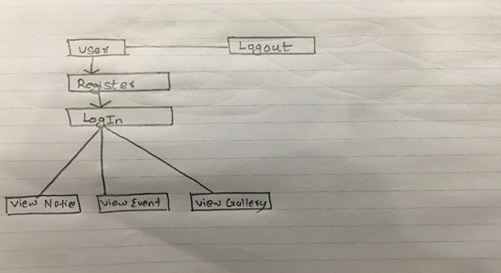 User
Logout
Register
LogIn
View Notice
View Event
View Gallery